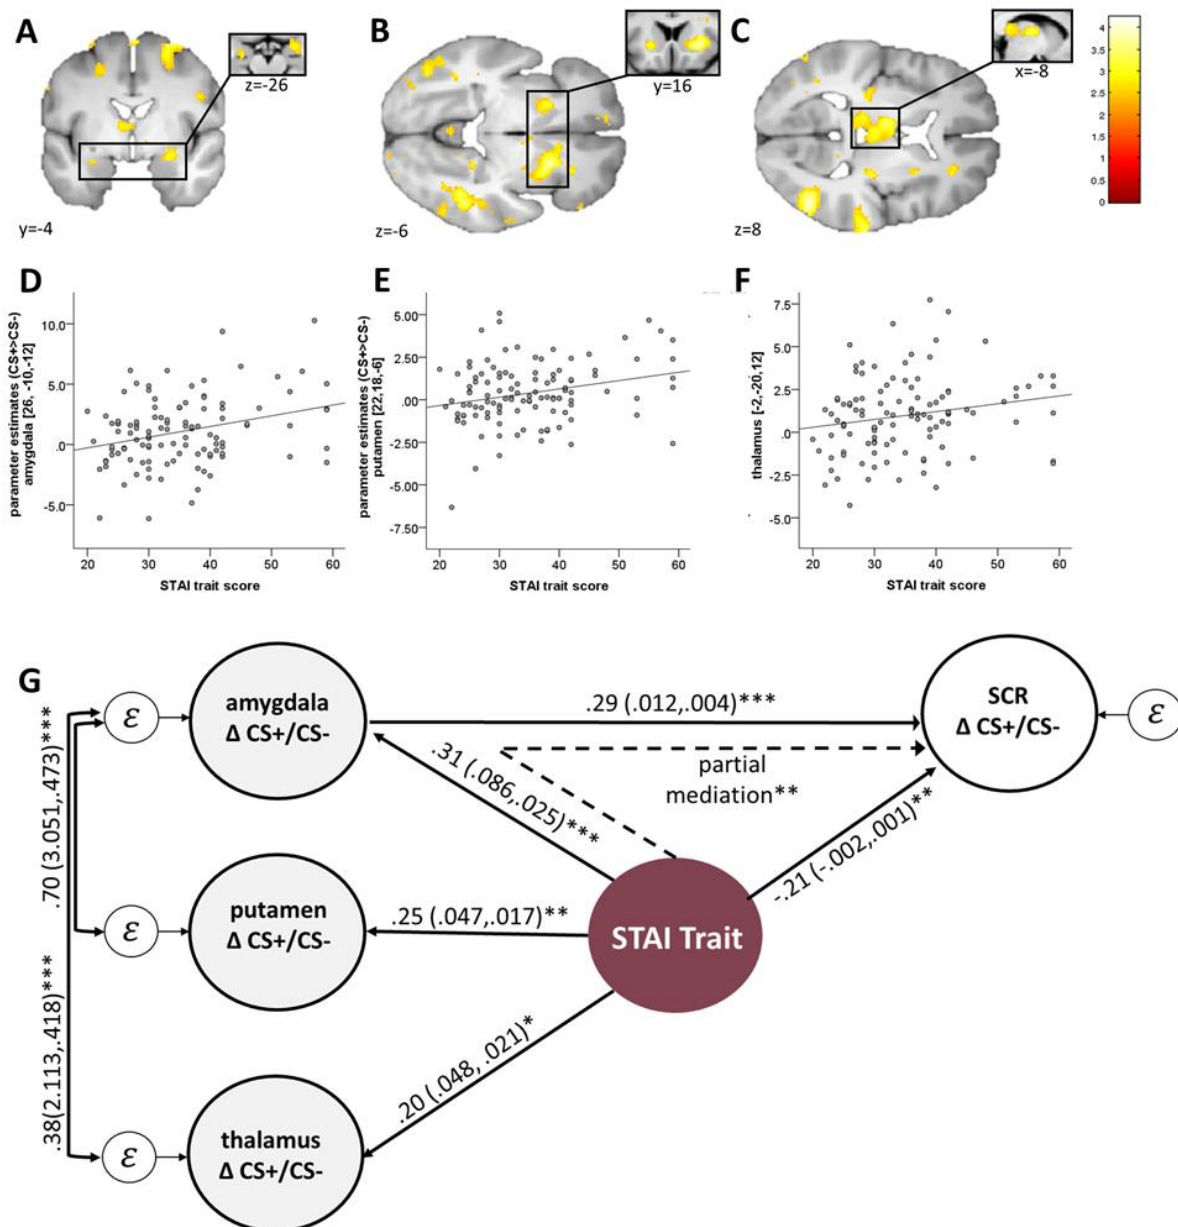 A
z=-26
y=-4
B
y=16
z=-6
C
x=-8
z=8
4
3.5
3
2.5
2
1.5
1
0.5
0
D
parameter estimates (CS+>CS-)
amygdala [26, -10,-12]
10.0
5.0
.0
-5.0
20 30 40 50 60
STAI trait score
E
parameter estimates (CS+>CS-)
putamen [22,18,-6]
5.00
2.50
.00
-2.50
-5.00
-7.50
20 30 40 50 60
STAI trait score
F
thalamus [-2,-20,12]
7.5
5.0
2.5
.0
-2.5
-5.0
20 30 40 50 60
STAI trait score
G
.70 (3.051,.473)***
.38(2.113,.418)***
ε
amygdala
Δ CS+/CS-
.29 (.012,.004)***
SCR
Δ CS+/CS-
ε
.31 (.086,.025)***
partial
mediation**
-.21 (-.002,.001)**
ε
putamen
Δ CS+/CS-
.25 (.047,.017)**
STAI Trait
.20 (.048, .021)*
ε
thalamus
Δ CS+/CS-